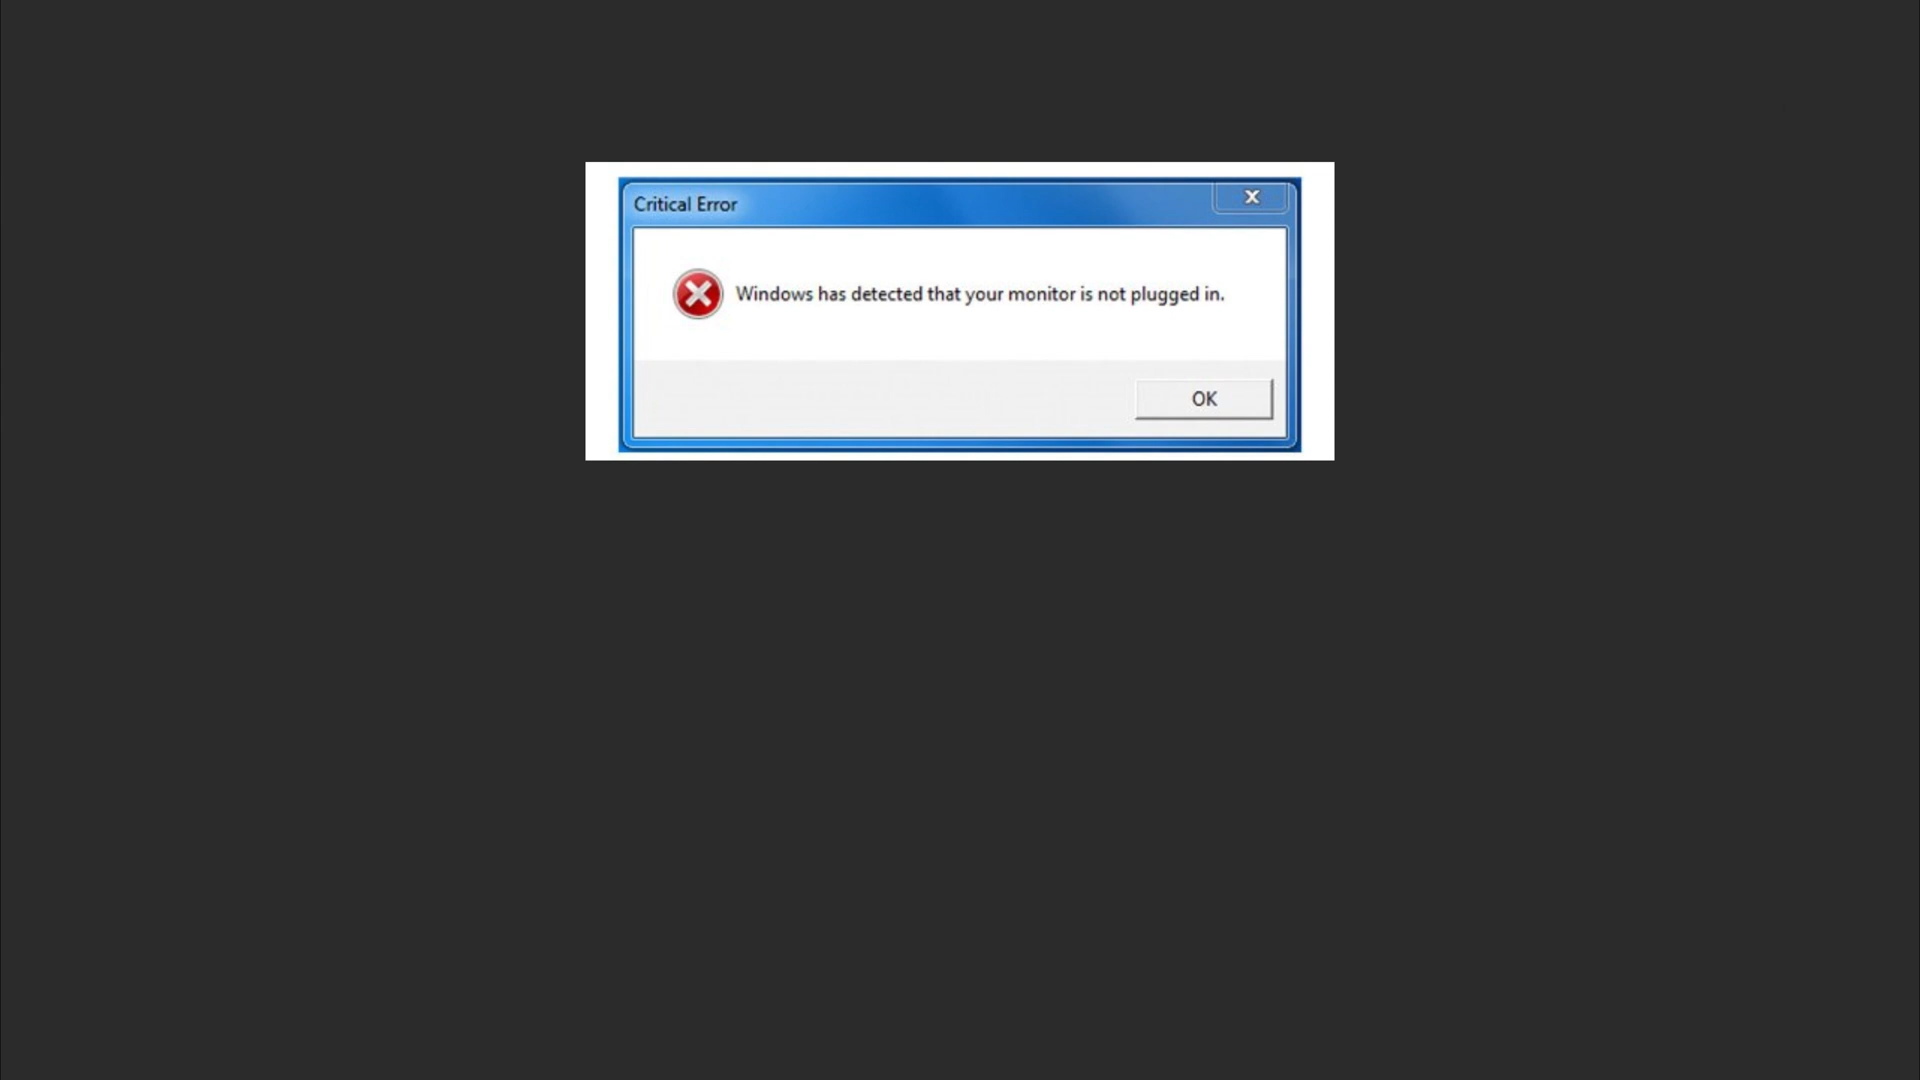 Critical Error
Windows has detected that your monitor is not plugged in.
OK